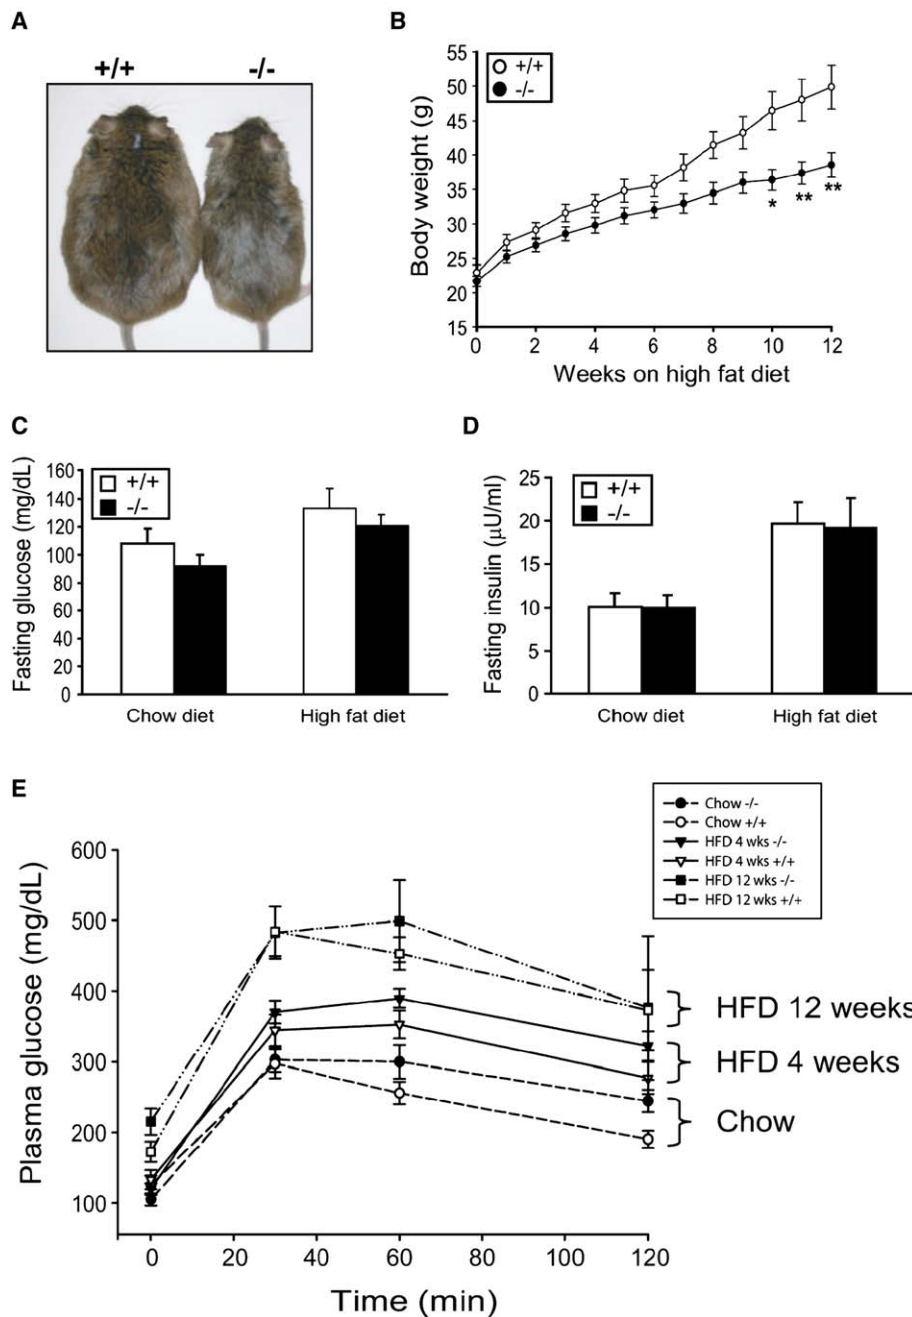 A
+/+ -/-
B
Body weight (g)
55
50
45
40
35
30
25
20
15
+/+
-/-
* ** **
0 2 4 6 8 10 12
Weeks on high fat diet
C
Fasting glucose (mg/dL)
160
140
120
100
80
60
40
20
0
+/+
-/-
Chow diet High fat diet
D
Fasting insulin (µU/ml)
25
20
15
10
5
0
+/+
-/-
Chow diet High fat diet
E
Chow -/-
Chow +/+
HFD 4 wks -/-
HFD 4 wks +/+
HFD 12 wks -/-
HFD 12 wks +/+
Plasma glucose (mg/dL)
600
500
400
300
200
100
HFD 12 weeks
HFD 4 weeks
Chow
0 20 40 60 80 100 120
Time (min)